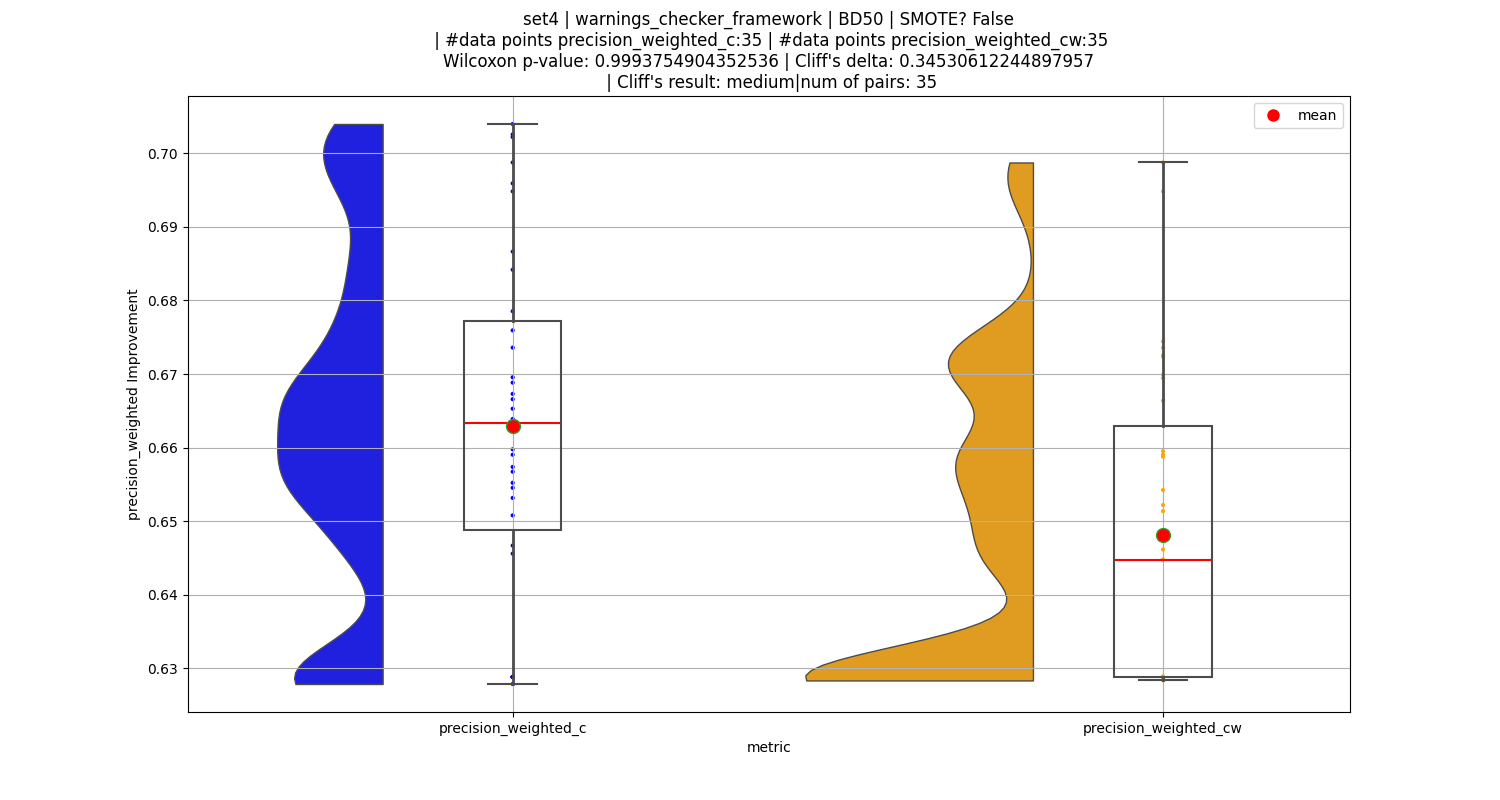 set4 | warnings_checker_framework | BD50 | SMOTE? False
| #data points precision_weighted_c:35 | #data points precision_weighted_cw:35
Wilcoxon p-value: 0.9993754904352536 | Cliff's delta: 0.34530612244897957
| Cliff's result: medium|num of pairs: 35
mean
0.70
0.69
0.68
0.67
0.66
0.65
0.64
0.63
precision_weighted Improvement
precision_weighted_c
precision_weighted_cw
metric